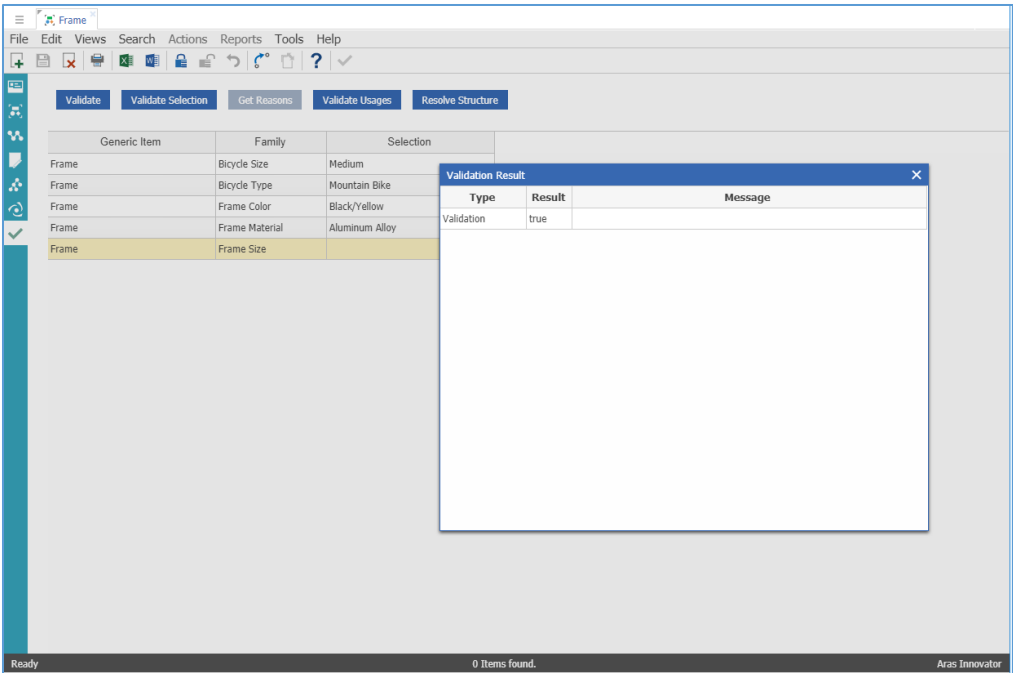 Frame
File Edit Views Search Actions Reports Tools Help
Validate Validate Selection Get Reasons Validate Usages Resolve Structure
Generic Item Family Selection
Frame Bicycle Size Medium
Frame Bicycle Type Mountain Bike
Frame Frame Color Black/Yellow
Frame Frame Material Aluminum Alloy
Frame Frame Size
Validation Result
Type Result Message
Validation true
Ready 0 Items found. Aras Innovator